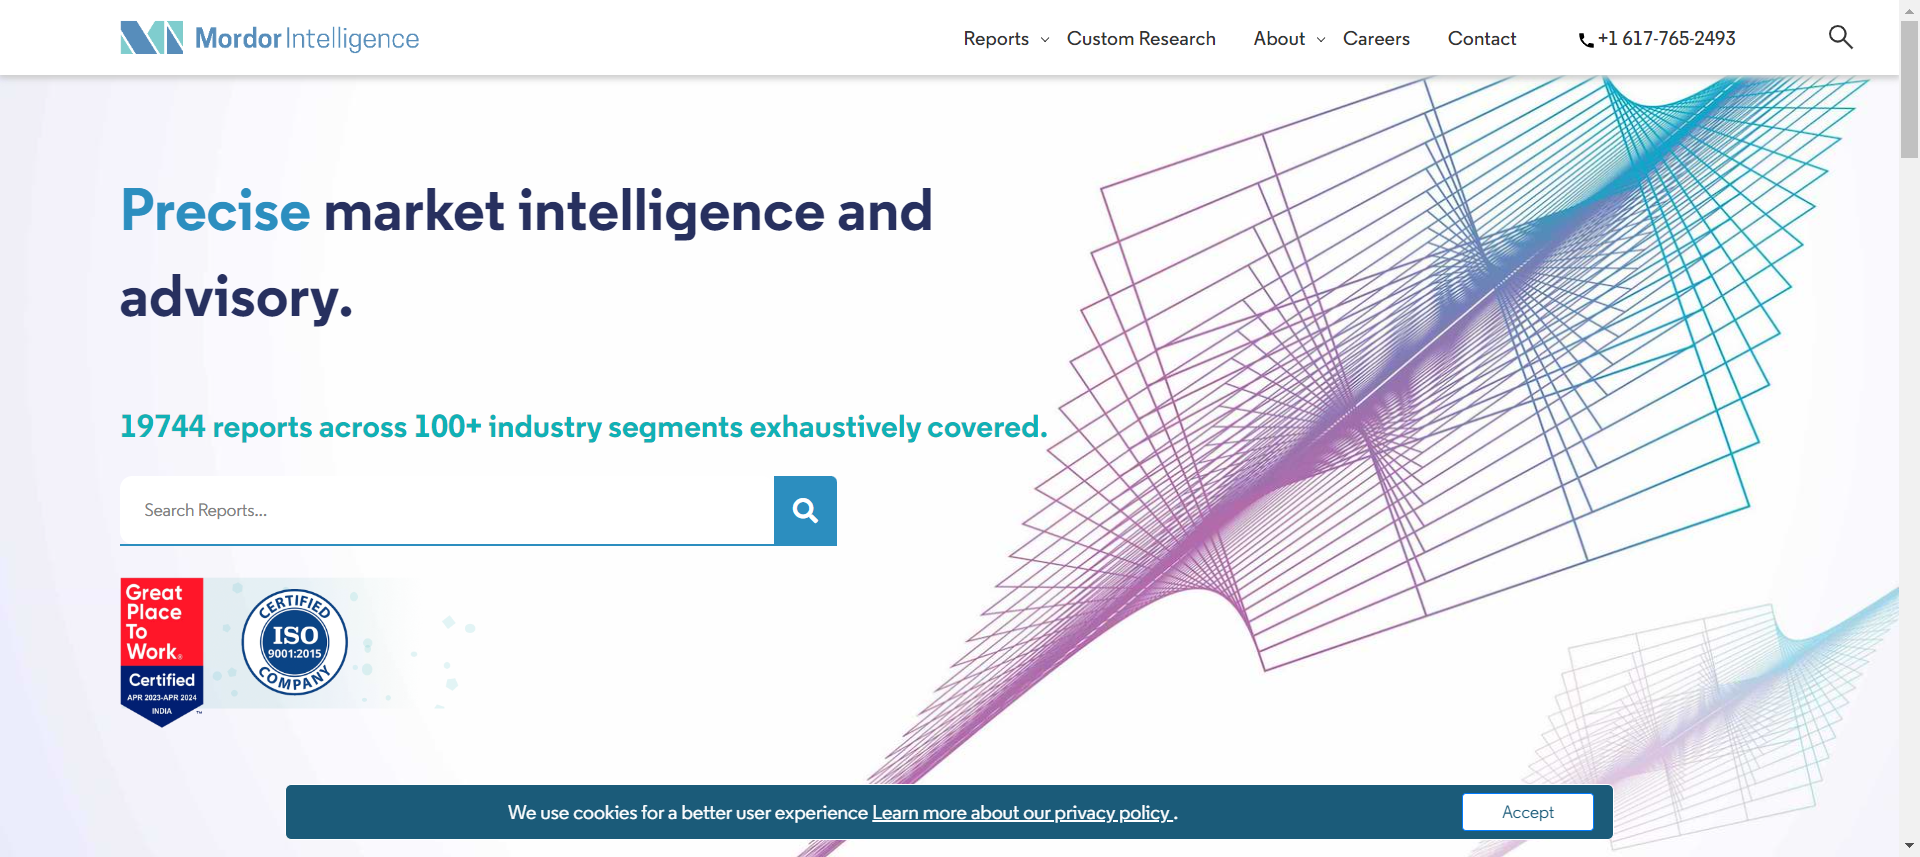 Mordor Intelligence
Reports
Custom Research
About
Careers
Contact
+1 617-765-2493
Precise market intelligence and
advisory.
19744 reports across 100+ industry segments exhaustively covered.
Search Reports...
Great
Place
To
Work®
Certified
APR 2023-APR 2024
INDIA
TM
CERTIFIED
ISO
9001:2015
COMPANY
We use cookies for a better user experience Learn more about our privacy policy .
Accept